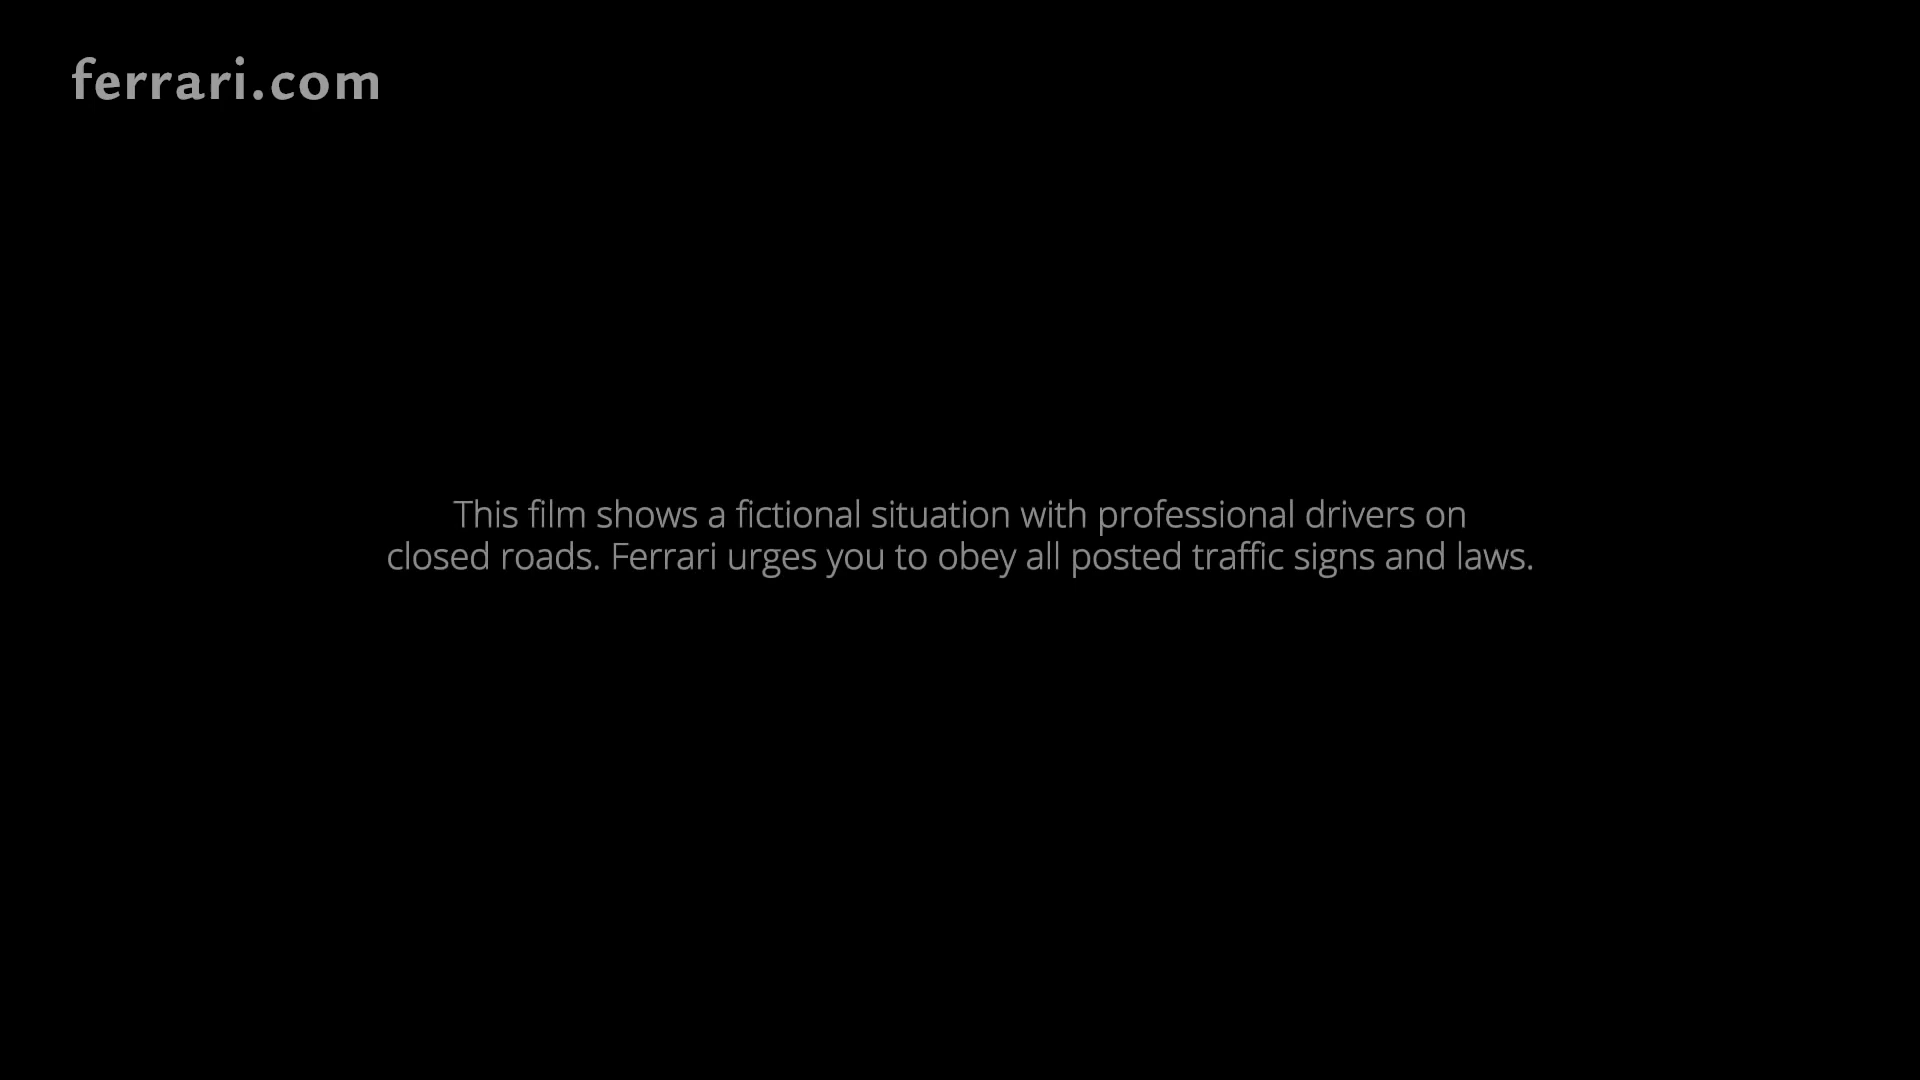 ferrari.com
This film shows a fictional situation with professional drivers on
closed roads. Ferrari urges you to obey all posted traffic signs and laws.